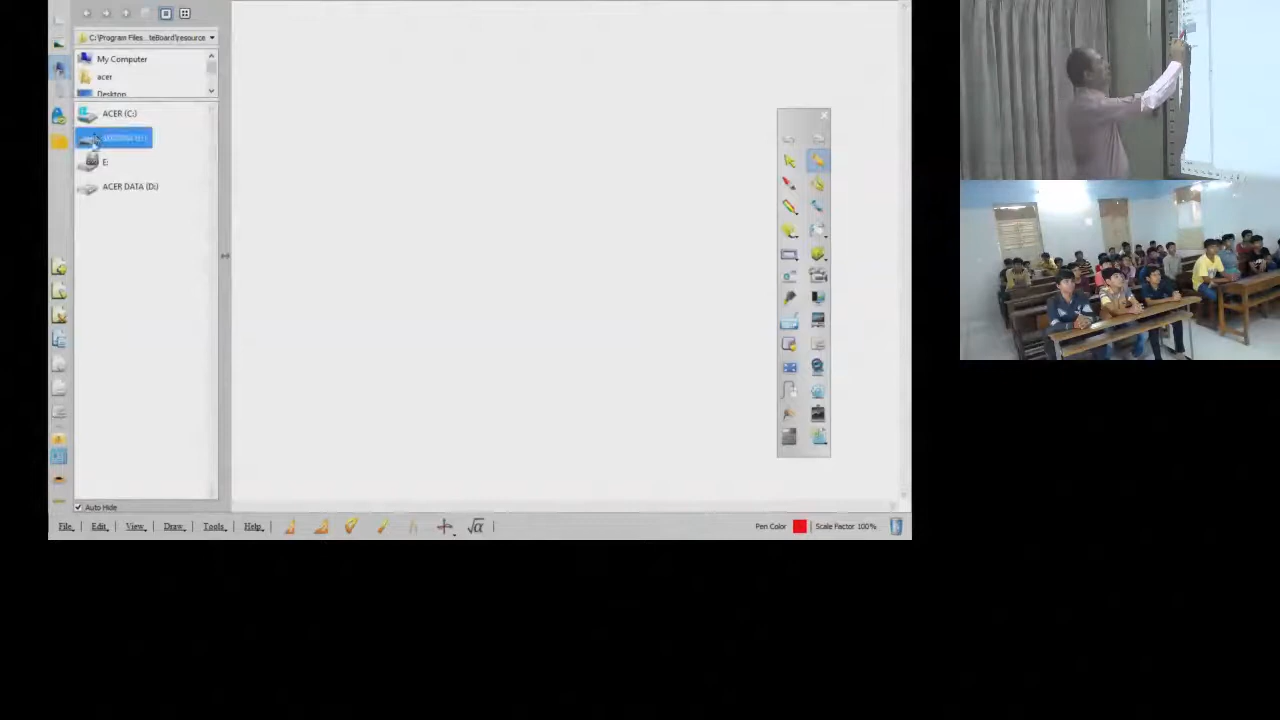 C:\Program Files...teBoard\resource
My Computer
acer
Desktop
ACER (C:)
E:
ACER DATA (D:)
Auto Hide
File Edit View Draw Tools Help √α Pen Color Scale Factor 100%